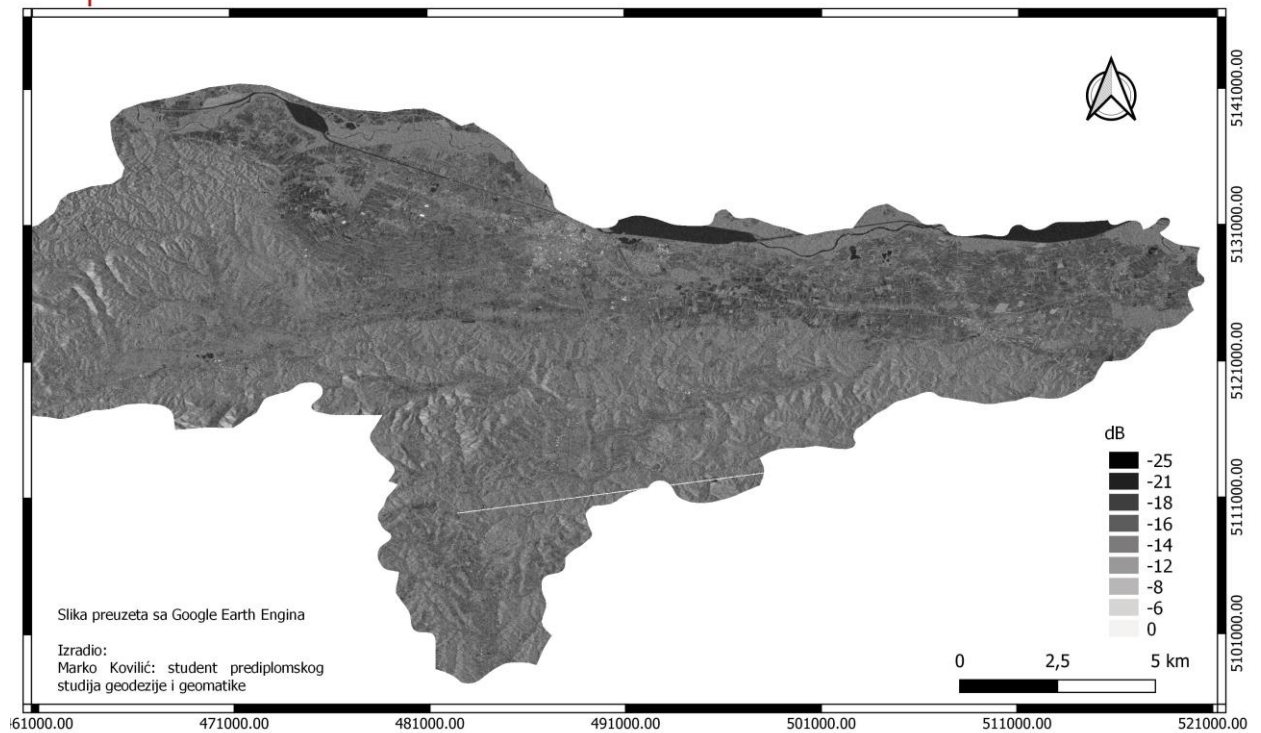 5141000.00
5131000.00
5121000.00
5111000.00
5101000.00
dB
-25
-21
-18
-16
-14
-12
-8
-6
0
Slika preuzeta sa Google Earth Engina
Izradio:
Marko Kovilić: student prediplomskog
studija geodezije i geomatike
0 2,5 5 km
461000.00 471000.00 481000.00 491000.00 501000.00 511000.00 521000.00